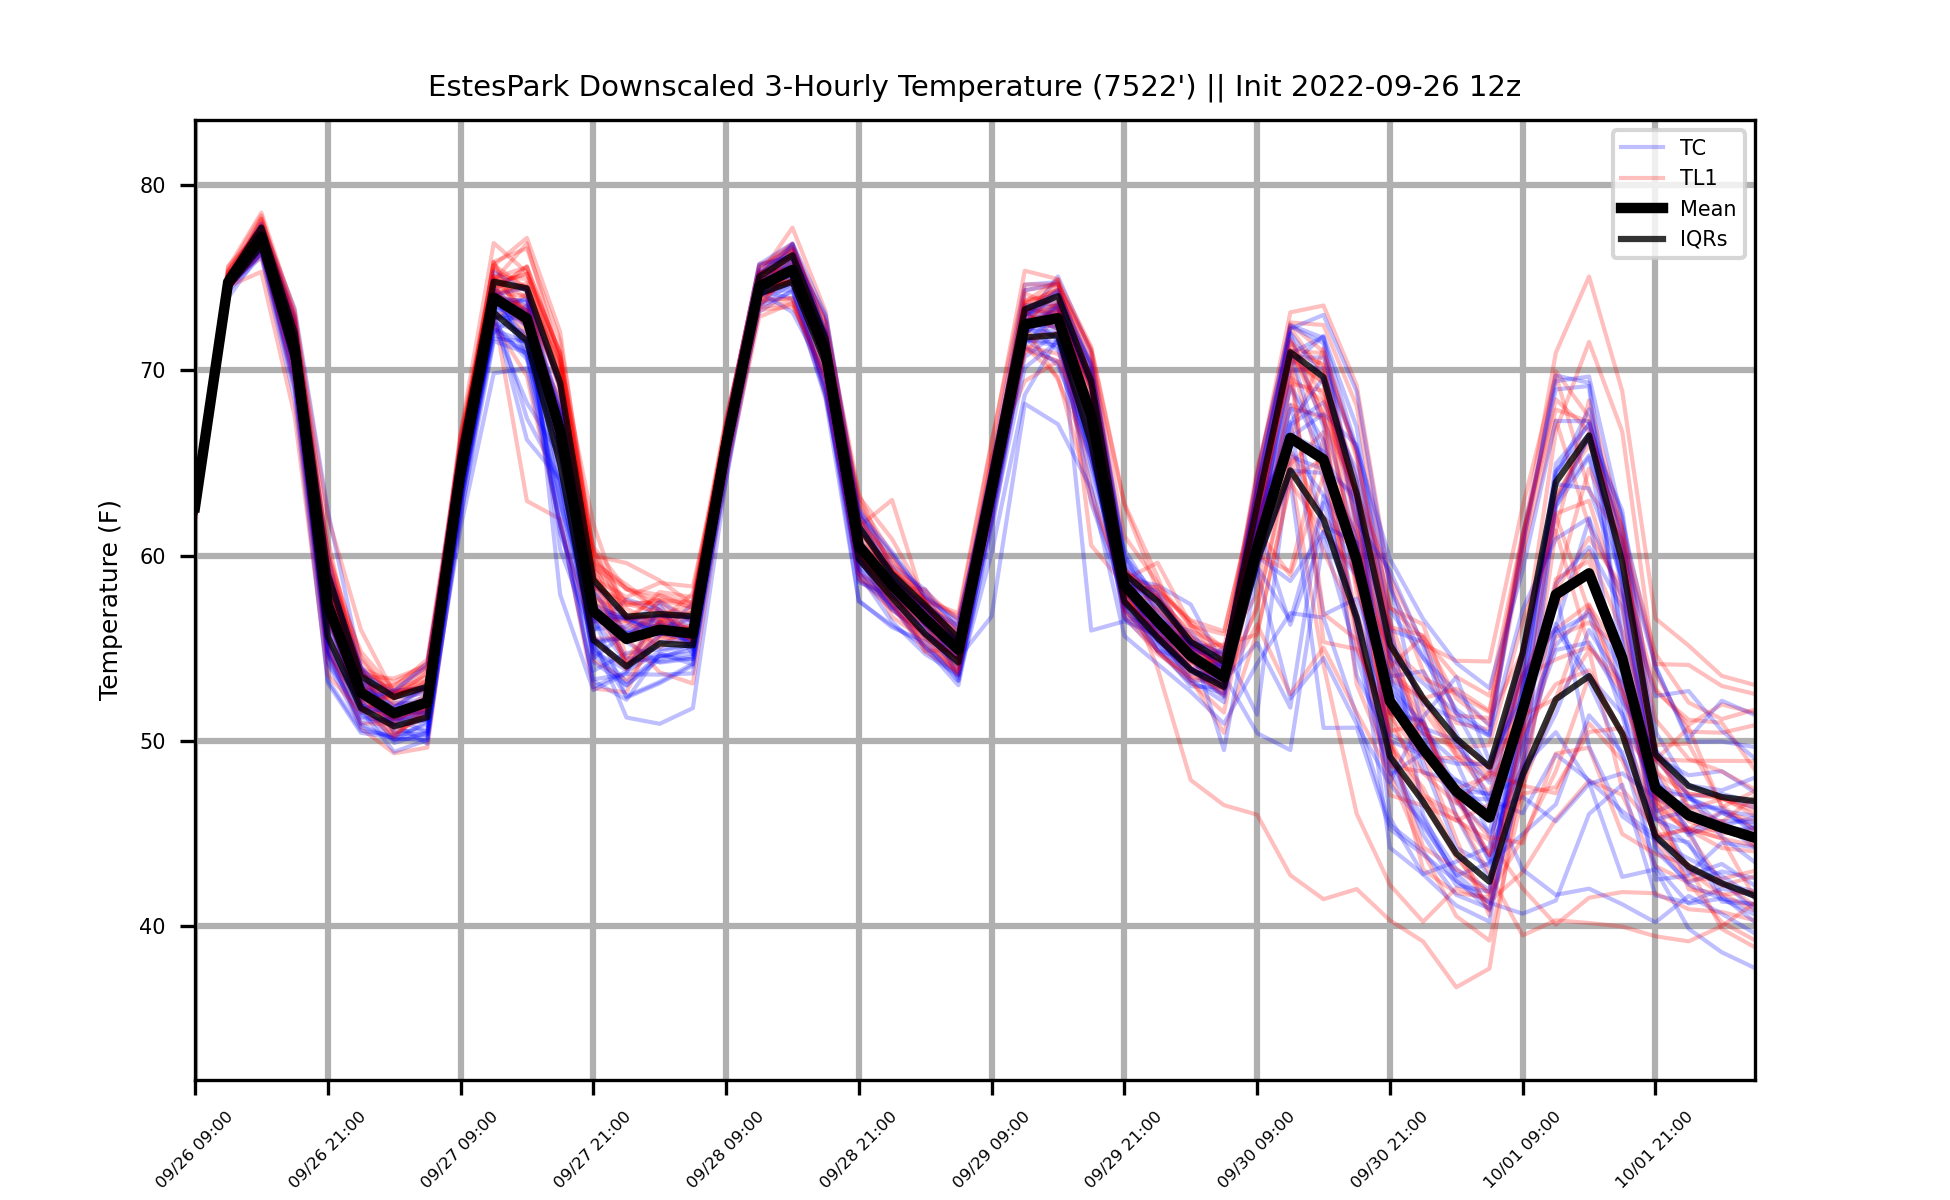 EstesPark Downscaled 3-Hourly Temperature (7522') || Init 2022-09-26 12z
TC
TL1
Mean
IQRs
Temperature (F)
80
70
60
50
40
09/26 09:00
09/26 21:00
09/27 09:00
09/27 21:00
09/28 09:00
09/28 21:00
09/29 09:00
09/29 21:00
09/30 09:00
09/30 21:00
10/01 09:00
10/01 21:00